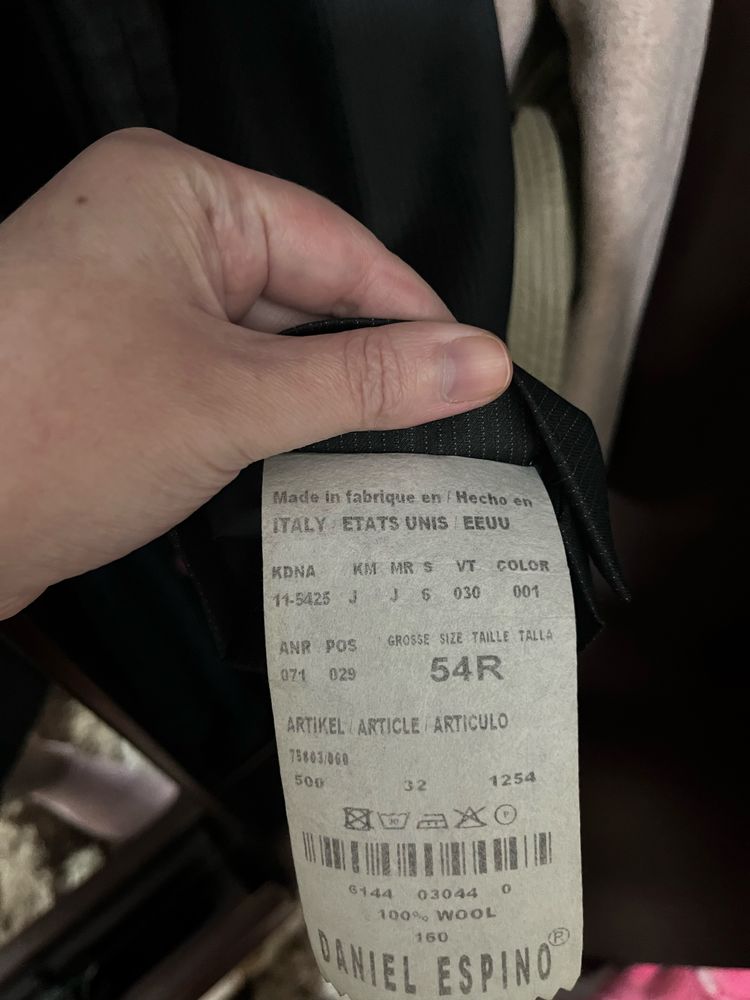 Made in fabrique en / Hecho en
ITALY / ETATS UNIS / EEUU
KDNA KM MR S VT COLOR
11-5425 J J 6 030 001
ANR POS GROSSE SIZE TAILLE TALLA
071 029 54R
ARTIKEL / ARTICLE / ARTICULO
75803/060
500 32 1254
P
6144 03044 0
100% WOOL
160
DANIEL ESPINO®